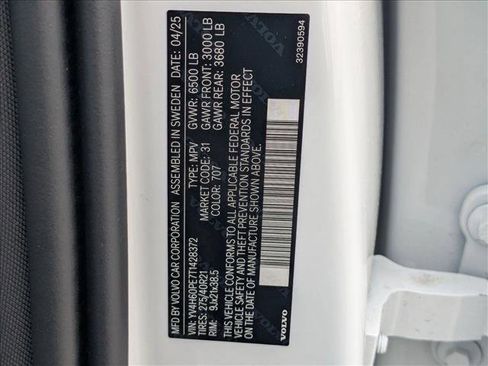 MFD BY VOLVO CAR CORPORATION ASSEMBLED IN SWEDEN DATE: 04/25
VIN: YV4H60PE7T1428372 TYPE: MPV GVWR: 6500 LB
TIRES: 275/40R21 MARKET CODE: 31 GAWR FRONT: 3000 LB
RIM: 9Jx21x38.5 COLOR: 707 GAWR REAR: 3680 LB
THIS VEHICLE CONFORMS TO ALL APPLICABLE FEDERAL MOTOR
VEHICLE SAFETY AND THEFT PREVENTION STANDARDS IN EFFECT
ON THE DATE OF MANUFACTURE SHOWN ABOVE.
VOLVO
32390594